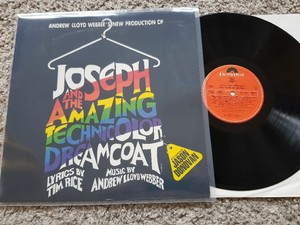 ANDREW LLOYD WEBBER'S NEW PRODUCTION OF
JOSEPH
AND THE
AMAZING
TECHNICOLOR
DREAMCOAT
LYRICS BY
TIM RICE
MUSIC BY
ANDREW LLOYD WEBBER
JASON
DONOVAN